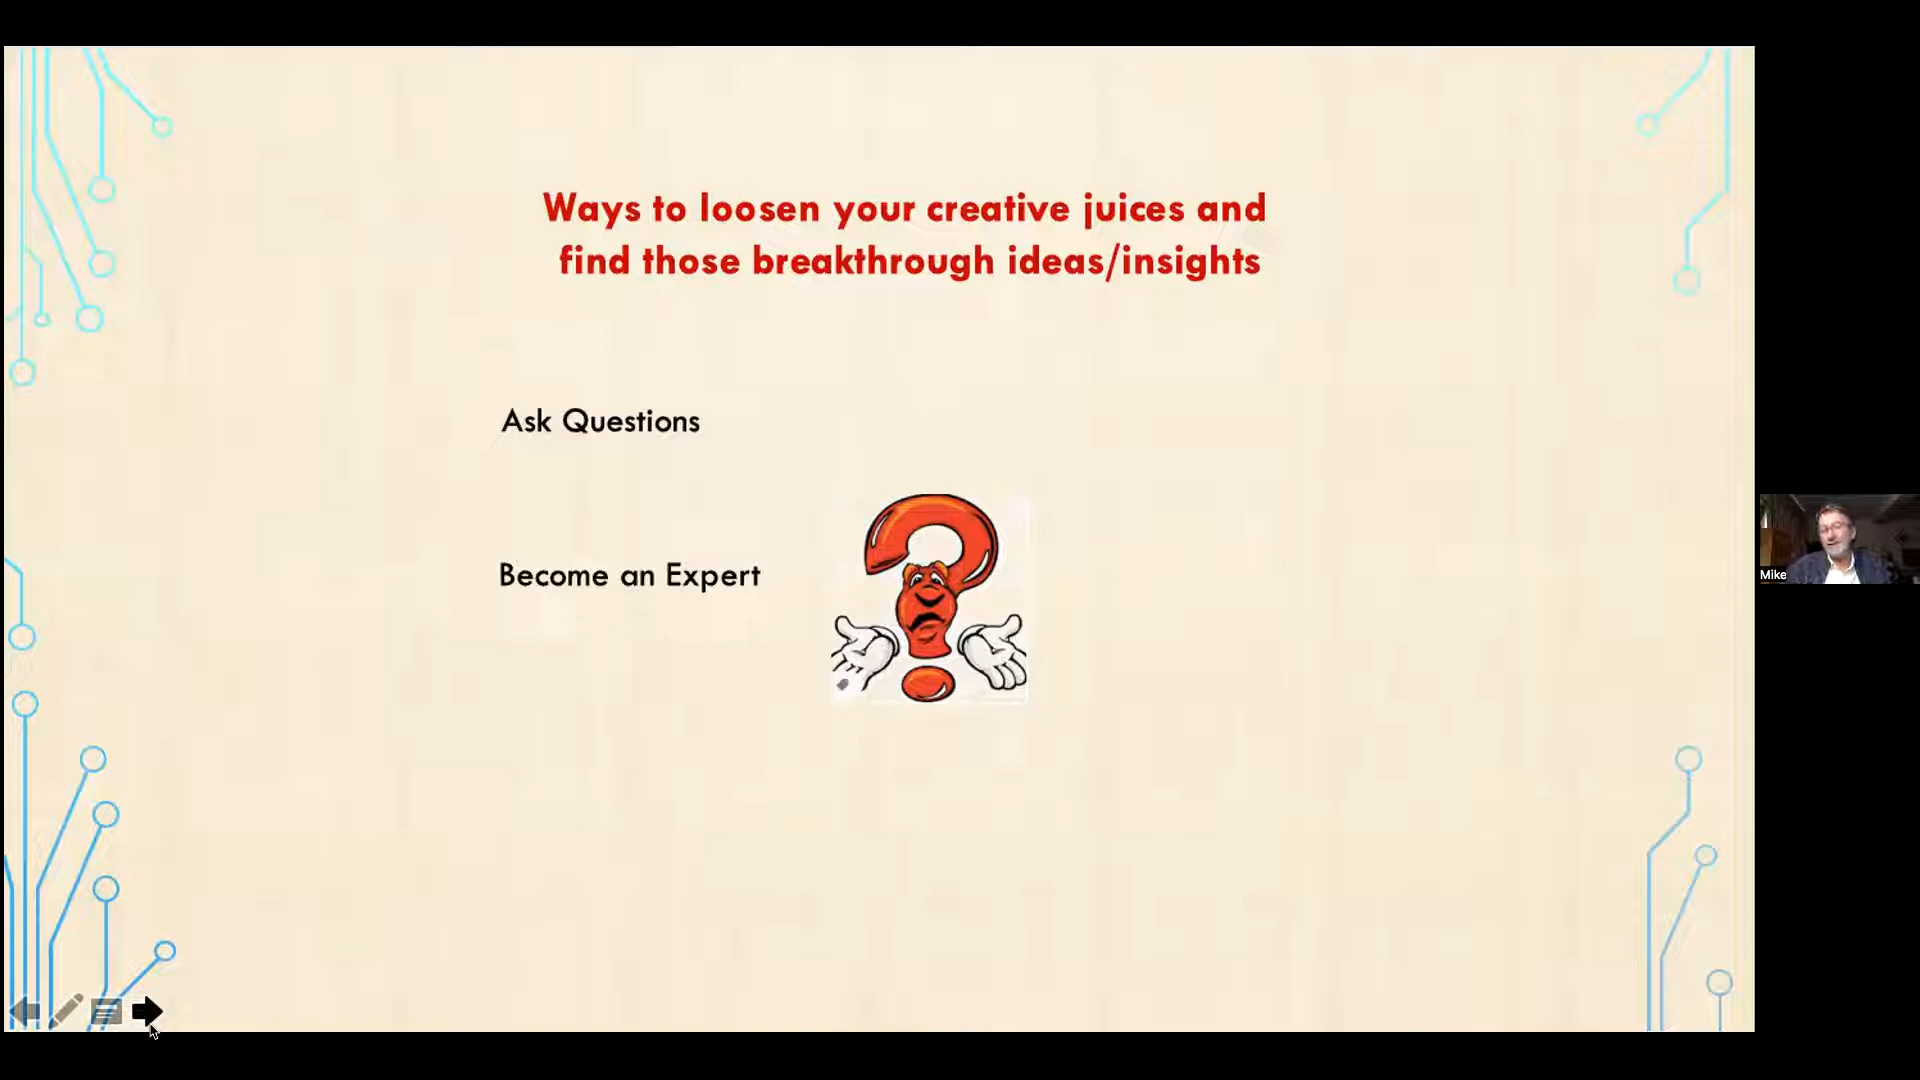 Ways to loosen your creative juices and
find those breakthrough ideas/insights
Ask Questions
Become an Expert
Mike